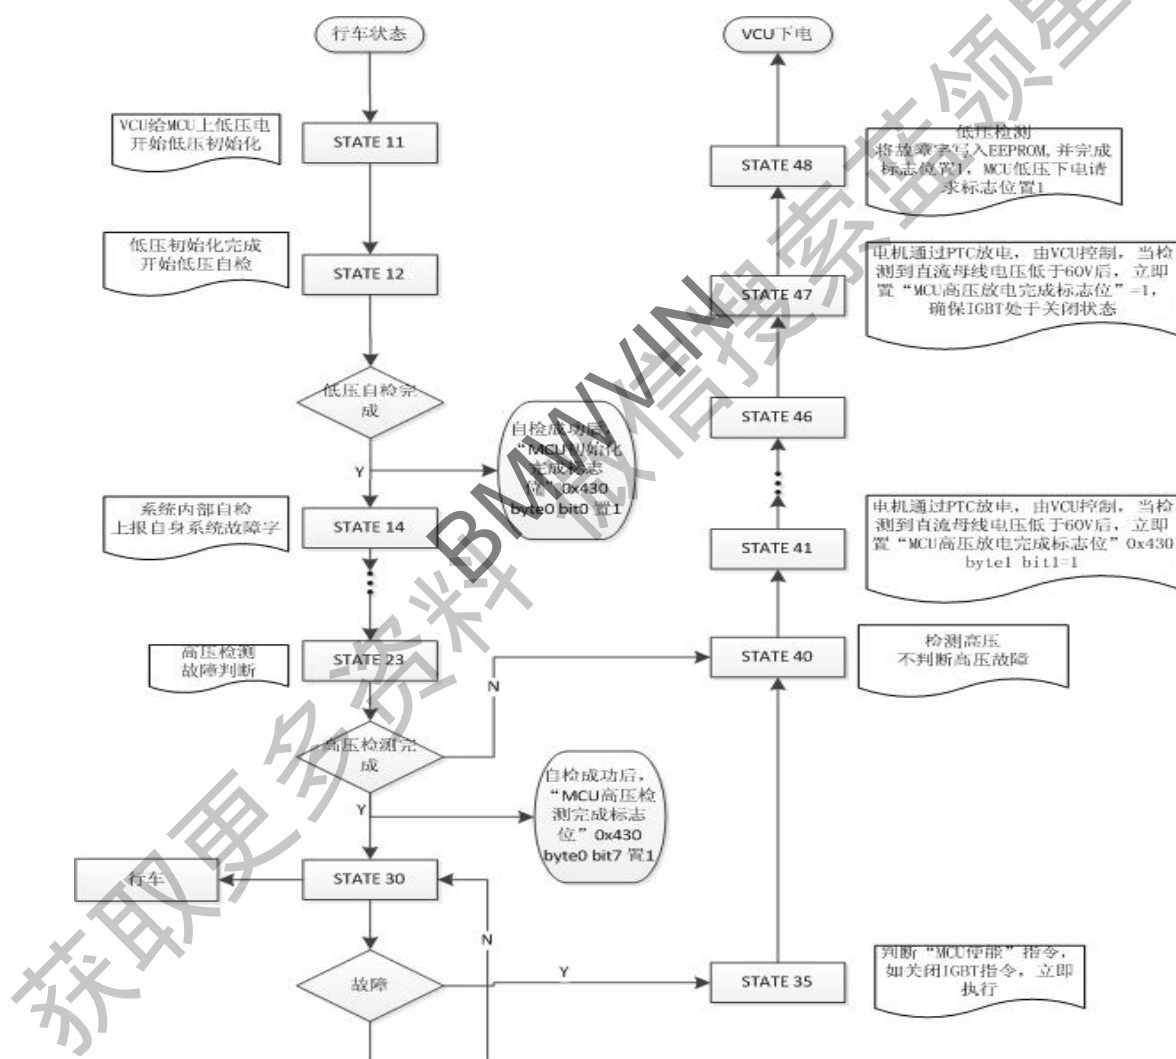 行车状态
VCU给MCU上低压电
开始低压初始化
STATE 11
低压初始化完成
开始低压自检
STATE 12
低压自检完
成
Y
自检成功后，
“MCU初始化
完成标志
位”0x430
byte0 bit0 置1
系统内部自检
上报自身系统故障字
STATE 14
高压检测
故障判断
STATE 23
高压检测完
成
N
Y
自检成功后，
“MCU高压检
测完成标志
位”0x430
byte0 bit7 置1
行车
STATE 30
N
故障
Y
VCU下电
STATE 48
低压检测
将故障字写入EEPROM,并完成
标志位置1, MCU低压下电请
求标志位置1
STATE 47
电机通过PTC放电, 由VCU控制, 当检
测到直流母线电压低于60V后, 立即
置“MCU高压放电完成标志位”=1,
确保IGBT处于关闭状态
STATE 46
STATE 41
电机通过PTC放电, 由VCU控制, 当检
测到直流母线电压低于60V后, 立即
置“MCU高压放电完成标志位”0x430
byte1 bit1=1
STATE 40
检测高压
不判断高压故障
STATE 35
判断“MCU使能”指令,
如关闭IGBT指令, 立即
执行
获取更多资料 微信搜索蓝领星
BMWVIN